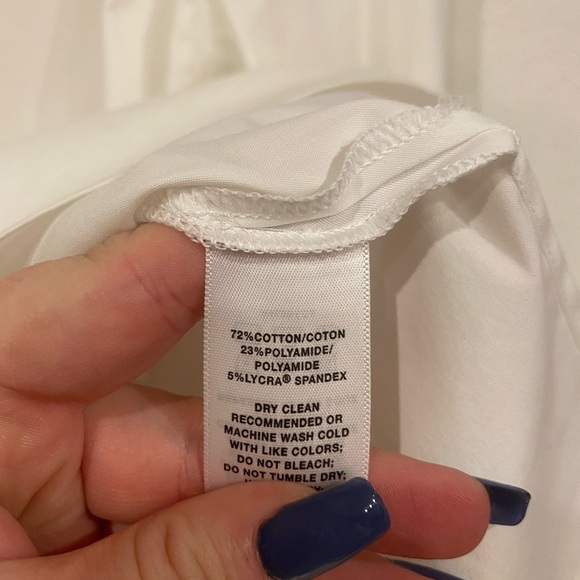 72%COTTON/COTON
23%POLYAMIDE/
POLYAMIDE
5%LYCRA® SPANDEX
DRY CLEAN
RECOMMENDED OR
MACHINE WASH COLD
WITH LIKE COLORS;
DO NOT BLEACH;
DO NOT TUMBLE DRY;